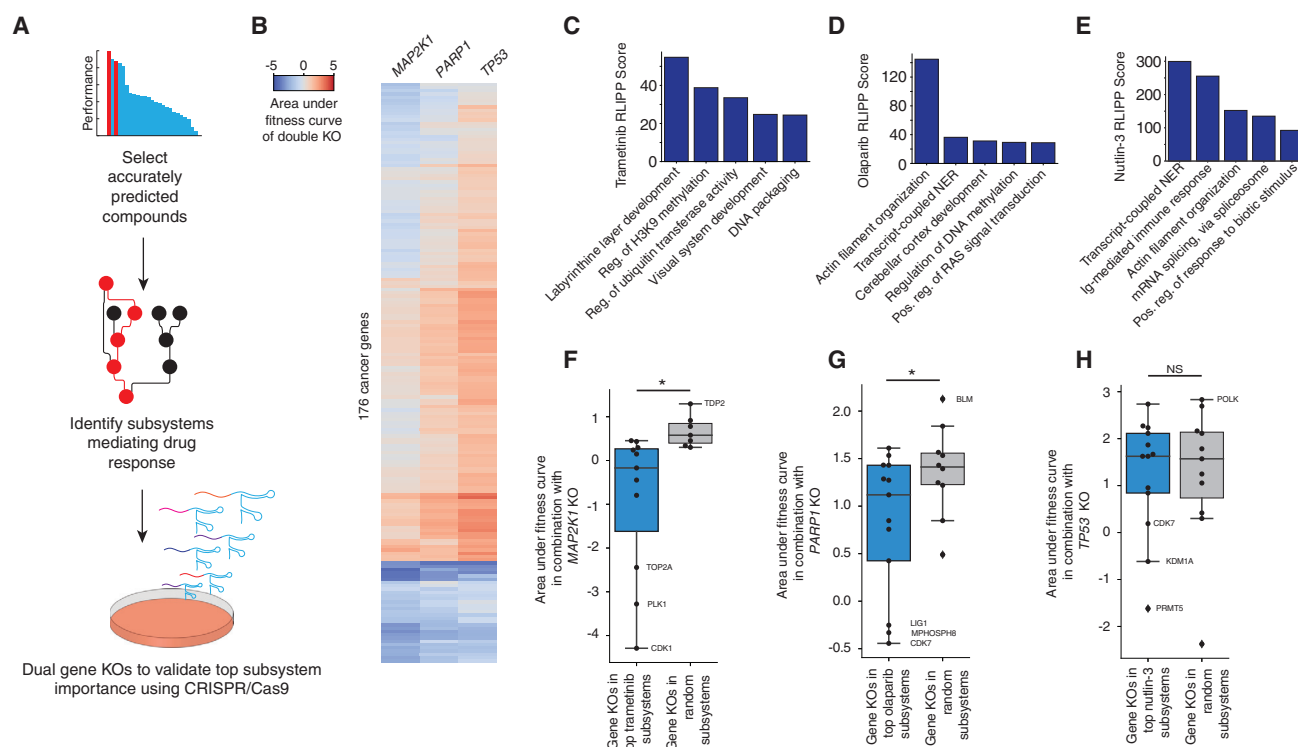 A
Performance
Select
accurately
predicted
compounds
Identify subsystems
mediating drug
response
Dual gene KOs to validate top subsystem
importance using CRISPR/Cas9
B
-5 0 5
Area under
fitness curve
of double KO
MAP2K1
PARP1
TP53
176 cancer genes
C
Trametinib RLIPP Score
40
20
0
Labyrinthine layer development
Reg. of H3K9 methylation
Reg. of ubiquitin transferase activity
Visual system development
DNA packaging
D
Olaparib RLIPP Score
120
80
40
0
Actin filament organization
Transcript-coupled NER
Cerebellar cortex development
Regulation of DNA methylation
Pos. reg. of RAS signal transduction
E
Nutlin-3 RLIPP Score
300
200
100
0
Transcript-coupled NER
Ig-mediated immune response
Actin filament organization
mRNA splicing, via spliceosome
Pos. reg. of response to biotic stimulus
F
Area under fitness curve
in combination with
MAP2K1 KO
1
0
-1
-2
-3
-4
*
TDP2
TOP2A
PLK1
CDK1
Gene KOs in
top trametinib
subsystems
Gene KOs in
random
subsystems
G
Area under fitness curve
in combination with
PARP1 KO
2.0
1.5
1.0
0.5
0.0
-0.5
*
BLM
LIG1
MPHOSPH8
CDK7
Gene KOs in
top olaparib
subsystems
Gene KOs in
random
subsystems
H
Area under fitness curve
in combination with
TP53 KO
3
2
1
0
-1
-2
NS
POLK
CDK7
KDM1A
PRMT5
Gene KOs in
top nutlin-3
subsystems
Gene KOs in
random
subsystems